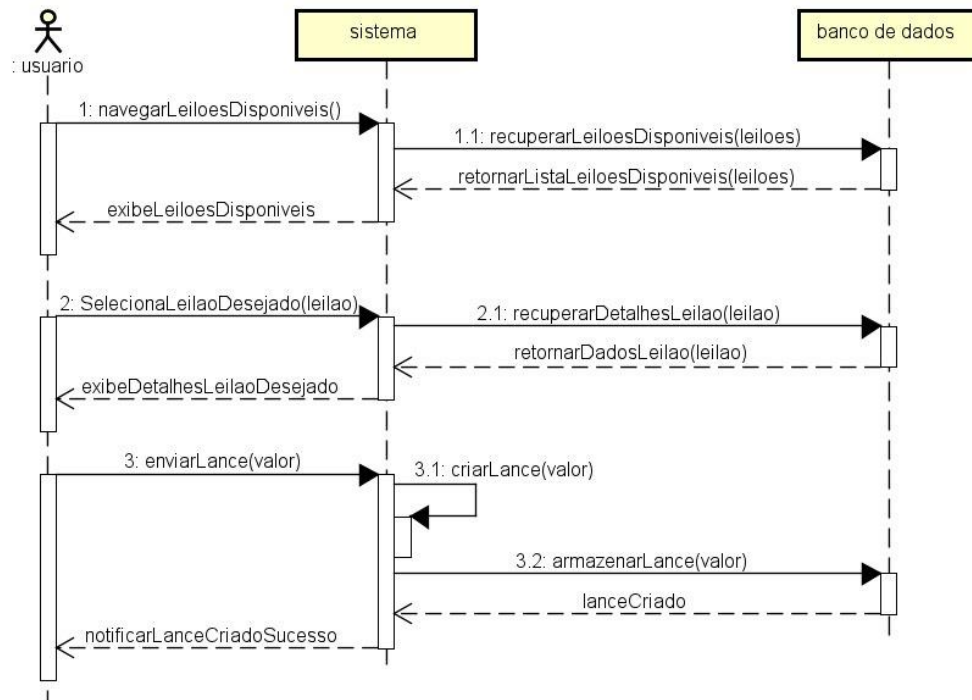 sistema
banco de dados
: usuario
1: navegarLeiloesDisponiveis()
1.1: recuperarLeiloesDisponiveis(leiloes)
retornarListaLeiloesDisponiveis(leiloes)
exibeLeiloesDisponiveis
2: SelecionaLeilaoDesejado(leilao)
2.1: recuperarDetalhesLeilao(leilao)
retornarDadosLeilao(leilao)
exibeDetalhesLeilaoDesejado
3: enviarLance(valor)
3.1: criarLance(valor)
3.2: armazenarLance(valor)
lanceCriado
notificarLanceCriadoSucesso